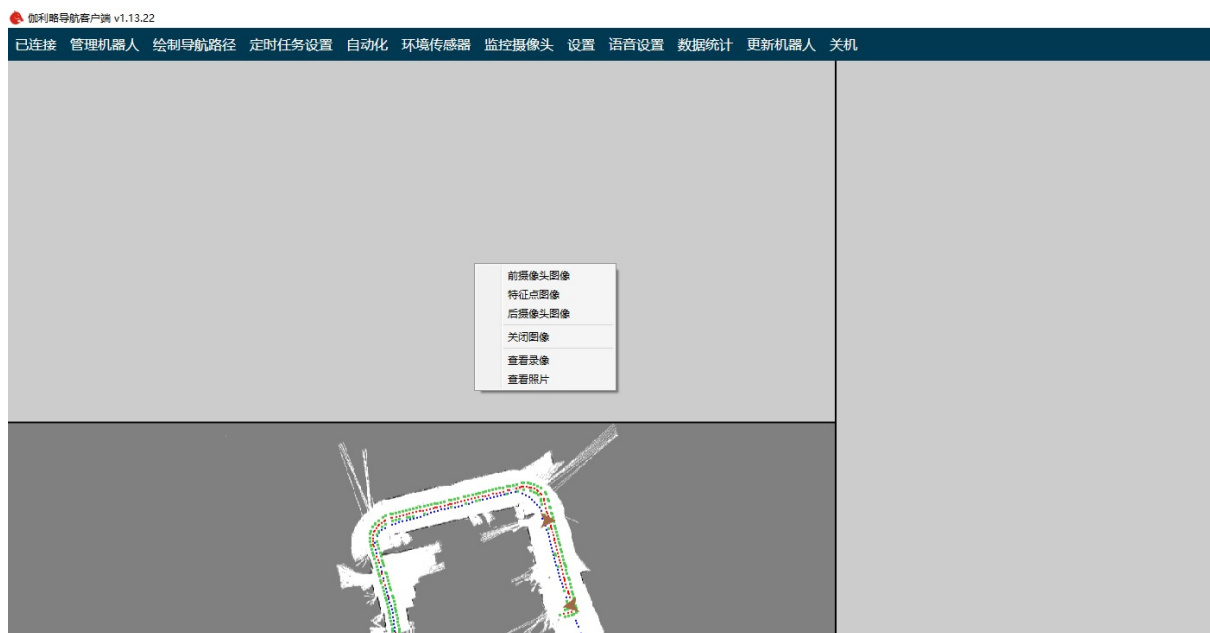 伽利略导航客户端 v1.13.22
已连接 管理机器人 绘制导航路径 定时任务设置 自动化 环境传感器 监控摄像头 设置 语音设置 数据统计 更新机器人 关机
前摄像头图像
特征点图像
后摄像头图像
关闭图像
查看录像
查看照片